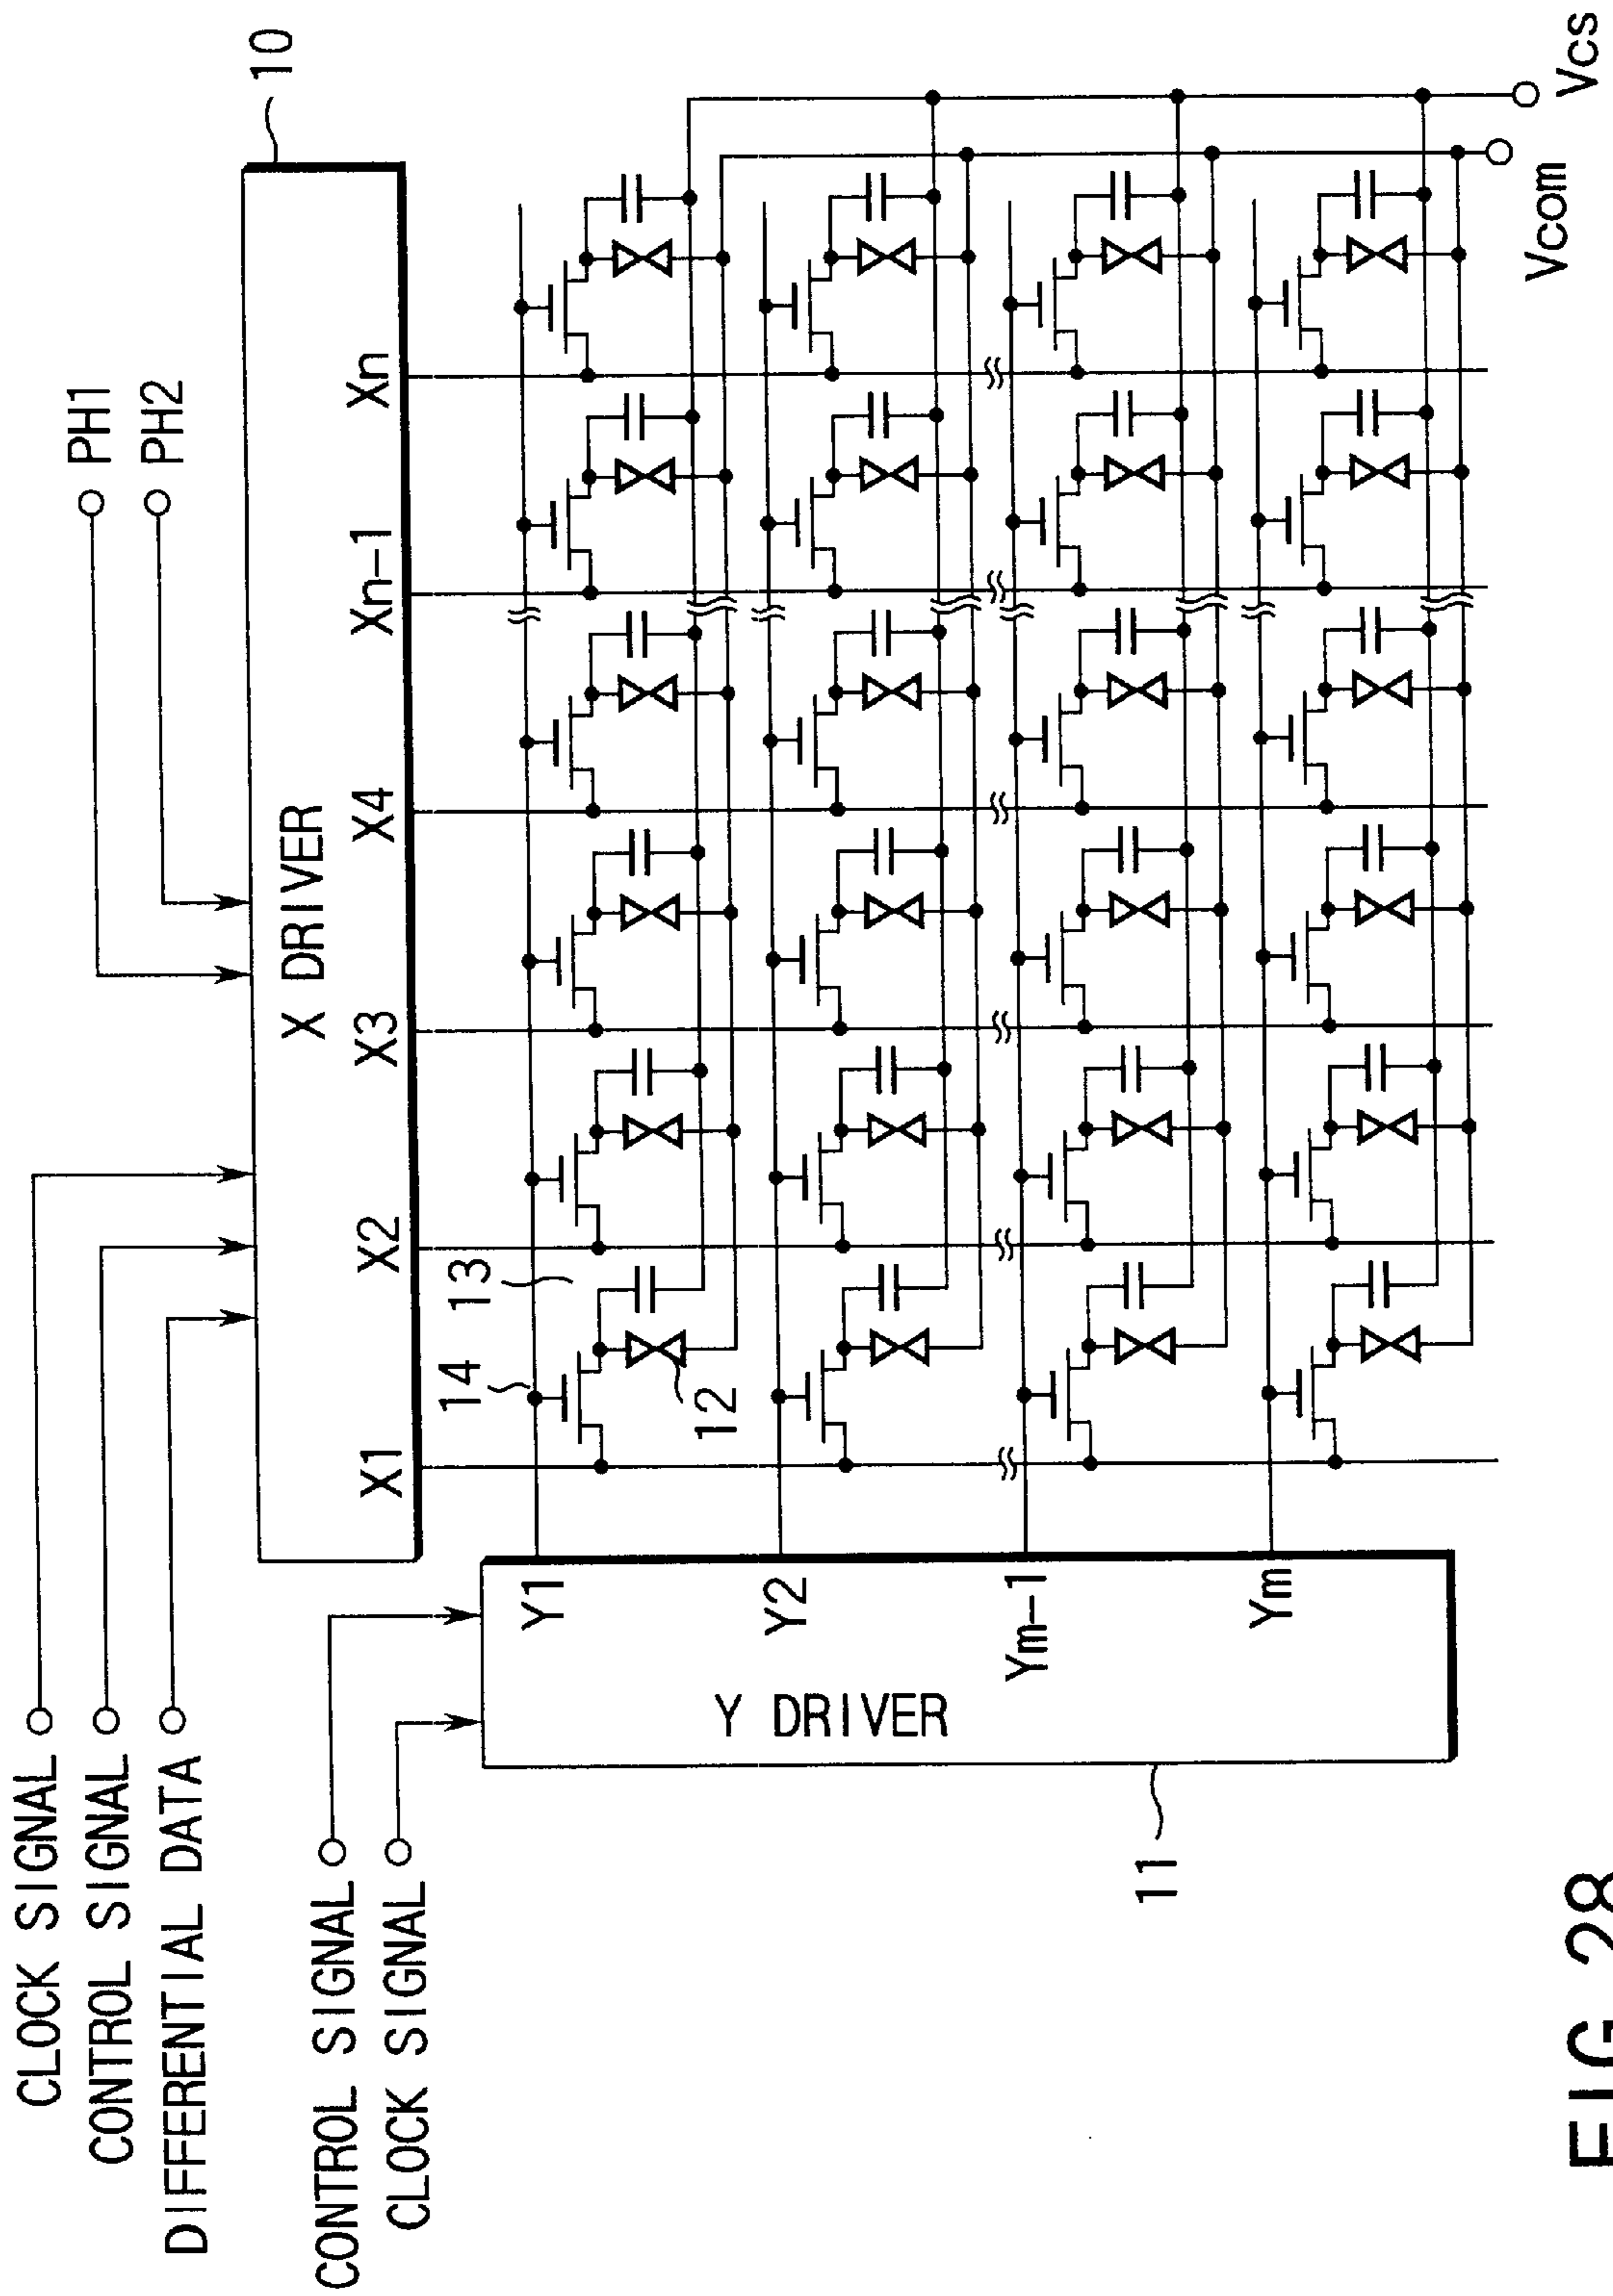 CLOCK SIGNAL
CONTROL SIGNAL
DIFFERENTIAL DATA
PH1
PH2
10
X DRIVER
X1
X2
X3
X4
Xn-1
Xn
CONTROL SIGNAL
CLOCK SIGNAL
14
13
12
Y1
Y2
Ym-1
Ym
Y DRIVER
11
Vcom
Vcs
FIG. 28